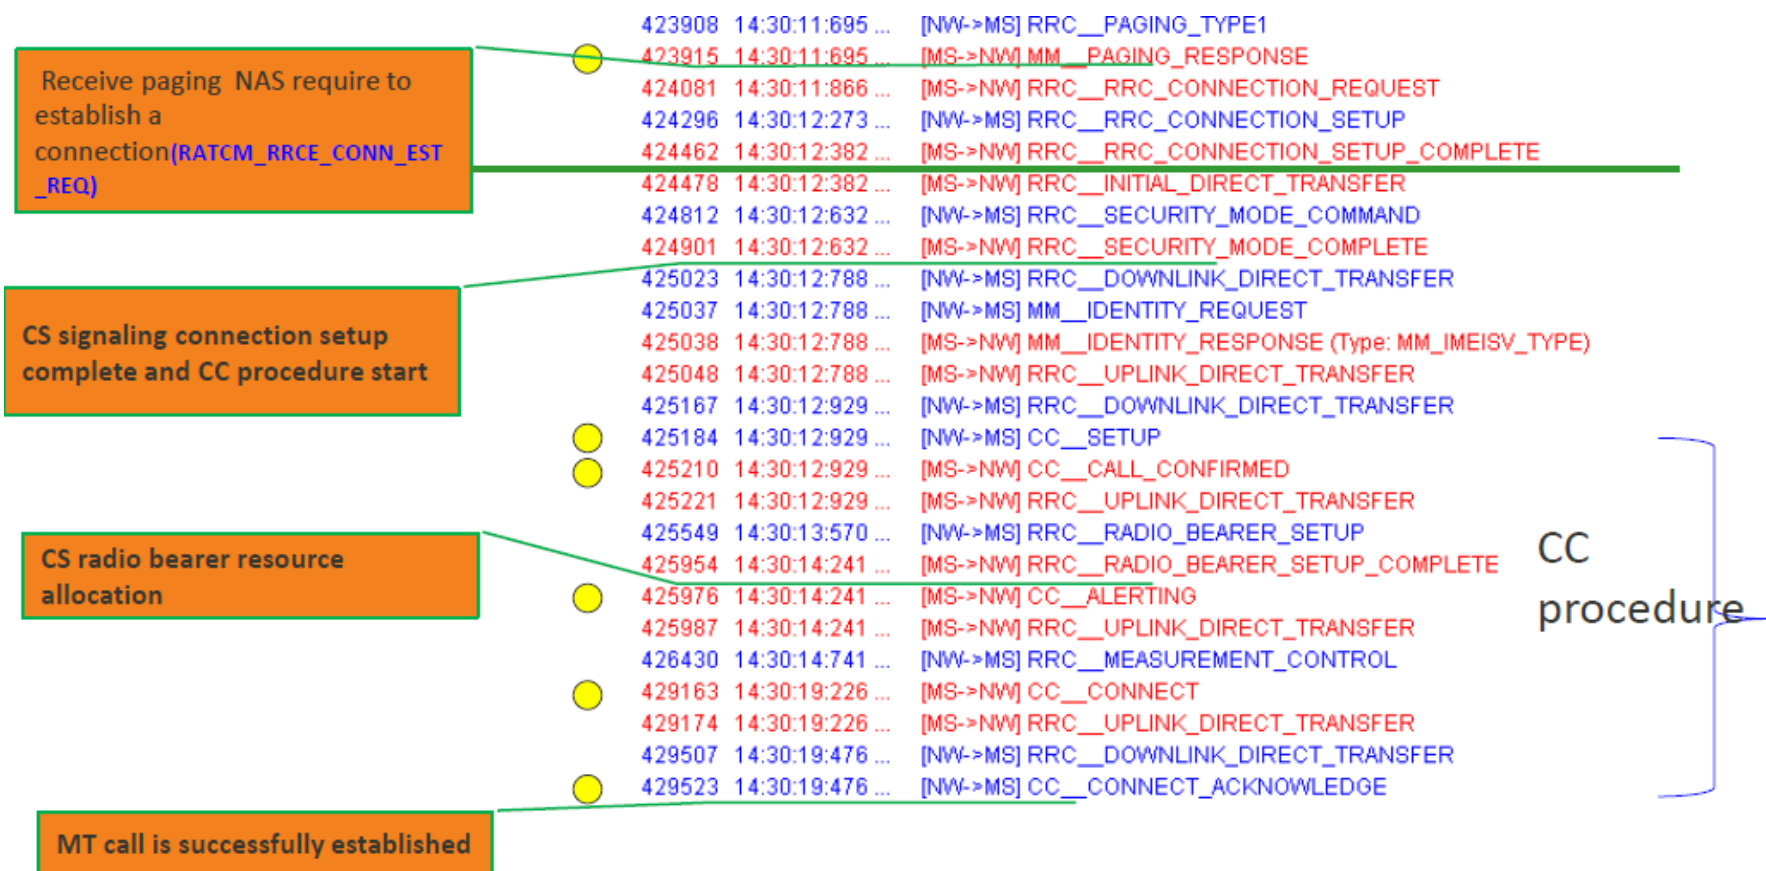 423908 14:30:11:695 ... [NW->MS] RRC__PAGING_TYPE1
423915 14:30:11:695 ... [MS->NW] MM__PAGING_RESPONSE
424081 14:30:11:866 ... [MS->NW] RRC__RRC_CONNECTION_REQUEST
424296 14:30:12:273 ... [NW->MS] RRC__RRC_CONNECTION_SETUP
424462 14:30:12:382 ... [MS->NW] RRC__RRC_CONNECTION_SETUP_COMPLETE
424478 14:30:12:382 ... [MS->NW] RRC__INITIAL_DIRECT_TRANSFER
424812 14:30:12:632 ... [NW->MS] RRC__SECURITY_MODE_COMMAND
424901 14:30:12:632 ... [MS->NW] RRC__SECURITY_MODE_COMPLETE
425023 14:30:12:788 ... [NW->MS] RRC__DOWNLINK_DIRECT_TRANSFER
425037 14:30:12:788 ... [NW->MS] MM__IDENTITY_REQUEST
425038 14:30:12:788 ... [MS->NW] MM__IDENTITY_RESPONSE (Type: MM_IMEISV_TYPE)
425048 14:30:12:788 ... [MS->NW] RRC__UPLINK_DIRECT_TRANSFER
425167 14:30:12:929 ... [NW->MS] RRC__DOWNLINK_DIRECT_TRANSFER
425184 14:30:12:929 ... [NW->MS] CC__SETUP
425210 14:30:12:929 ... [MS->NW] CC__CALL_CONFIRMED
425221 14:30:12:929 ... [MS->NW] RRC__UPLINK_DIRECT_TRANSFER
425549 14:30:13:570 ... [NW->MS] RRC__RADIO_BEARER_SETUP
425954 14:30:14:241 ... [MS->NW] RRC__RADIO_BEARER_SETUP_COMPLETE
425976 14:30:14:241 ... [MS->NW] CC__ALERTING
425987 14:30:14:241 ... [MS->NW] RRC__UPLINK_DIRECT_TRANSFER
426430 14:30:14:741 ... [NW->MS] RRC__MEASUREMENT_CONTROL
429163 14:30:19:226 ... [MS->NW] CC__CONNECT
429174 14:30:19:226 ... [MS->NW] RRC__UPLINK_DIRECT_TRANSFER
429507 14:30:19:476 ... [NW->MS] RRC__DOWNLINK_DIRECT_TRANSFER
429523 14:30:19:476 ... [NW->MS] CC__CONNECT_ACKNOWLEDGE
Receive paging NAS require to
establish a
connection(RATCM_RRCE_CONN_EST
_REQ)
CS signaling connection setup
complete and CC procedure start
CS radio bearer resource
allocation
MT call is successfully established
CC
procedure